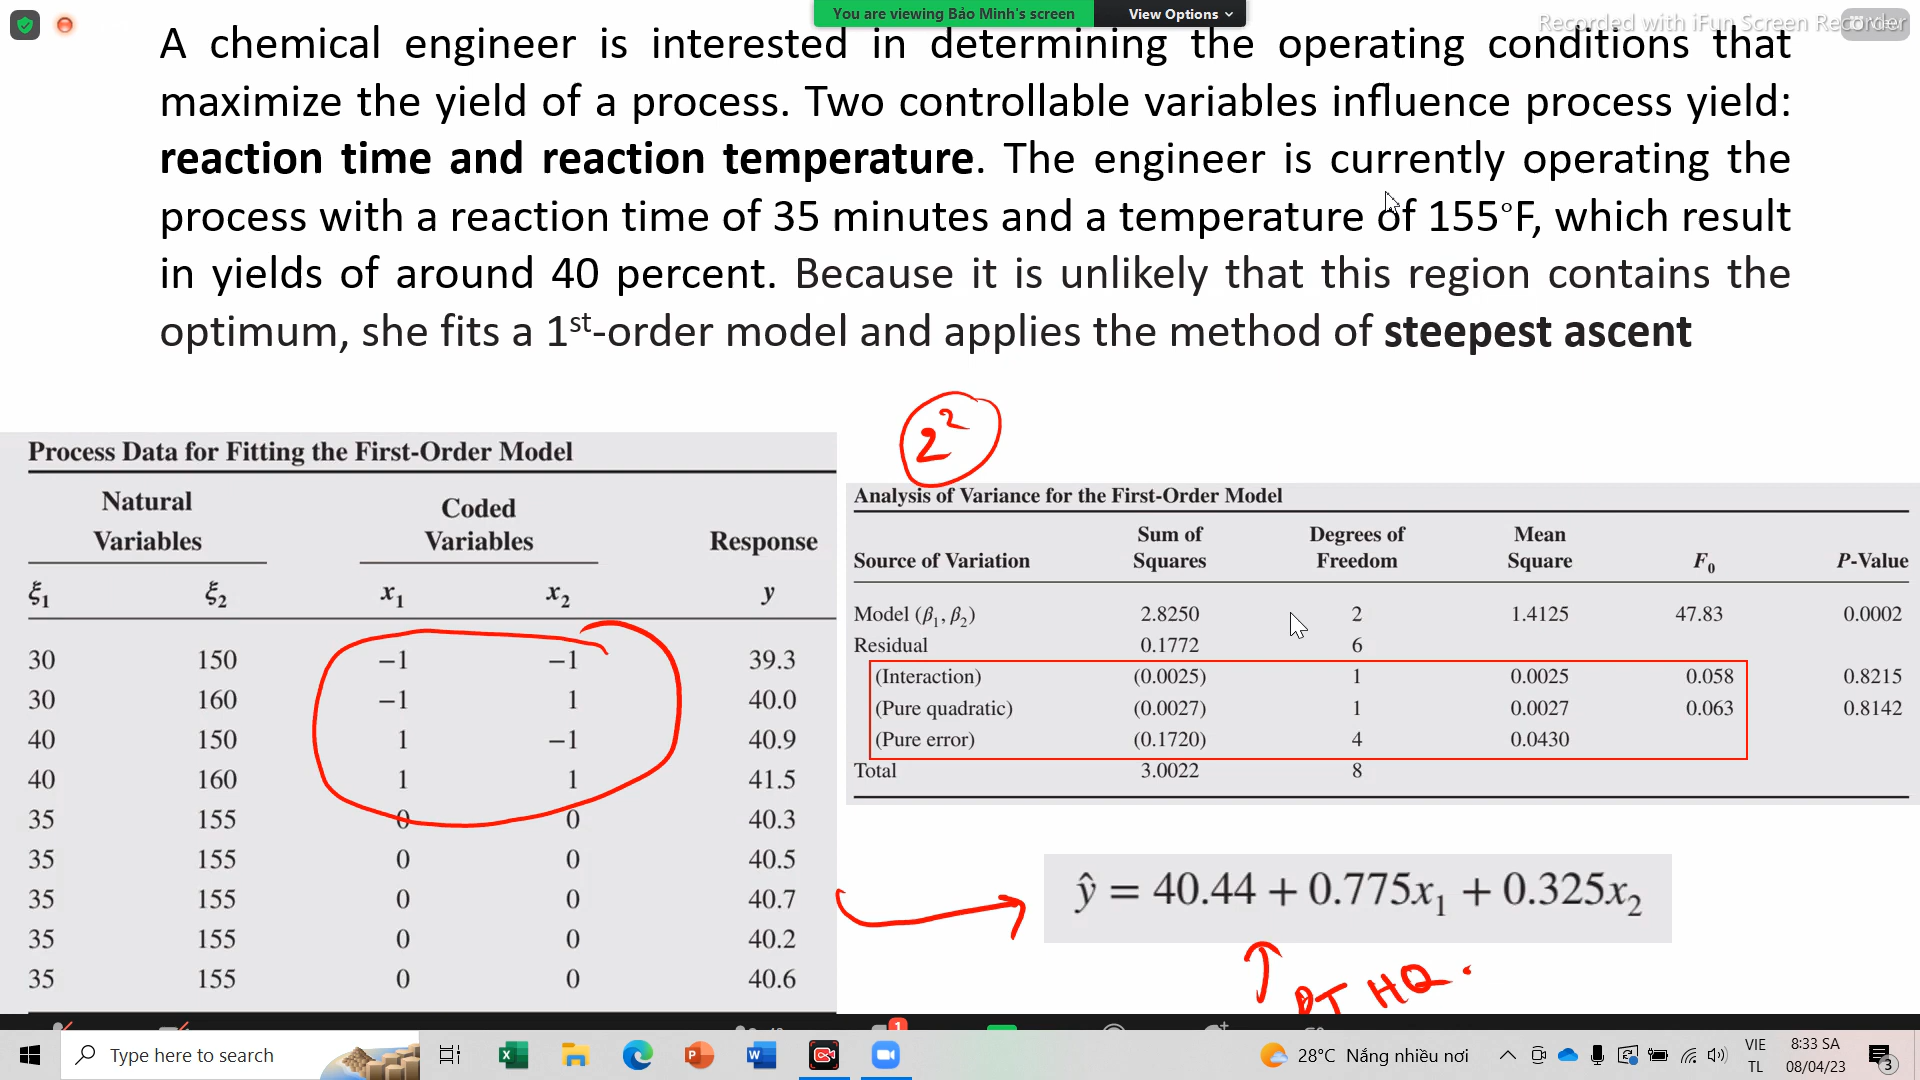 You are viewing Bảo Minh's screen
View Options
Recorded with iFun Screen Recorder
A chemical engineer is interested in determining the operating conditions that
maximize the yield of a process. Two controllable variables influence process yield:
reaction time and reaction temperature. The engineer is currently operating the
process with a reaction time of 35 minutes and a temperature of 155°F, which result
in yields of around 40 percent. Because it is unlikely that this region contains the
optimum, she fits a 1st-order model and applies the method of steepest ascent
2²
Process Data for Fitting the First-Order Model
Natural Variables Coded Variables Response
ξ₁ ξ₂ x₁ x₂ y
30 150 −1 −1 39.3
30 160 −1 1 40.0
40 150 1 −1 40.9
40 160 1 1 41.5
35 155 0 0 40.3
35 155 0 0 40.5
35 155 0 0 40.7
35 155 0 0 40.2
35 155 0 0 40.6
Analysis of Variance for the First-Order Model
Source of Variation Sum of Squares Degrees of Freedom Mean Square F₀ P-Value
Model (β₁, β₂) 2.8250 2 1.4125 47.83 0.0002
Residual 0.1772 6
(Interaction) (0.0025) 1 0.0025 0.058 0.8215
(Pure quadratic) (0.0027) 1 0.0027 0.063 0.8142
(Pure error) (0.1720) 4 0.0430
Total 3.0022 8
ŷ = 40.44 + 0.775x₁ + 0.325x₂
PT HQ.
1
Type here to search
28°C Nắng nhiều nơi
VIE
TL
8:33 SA
08/04/23
3